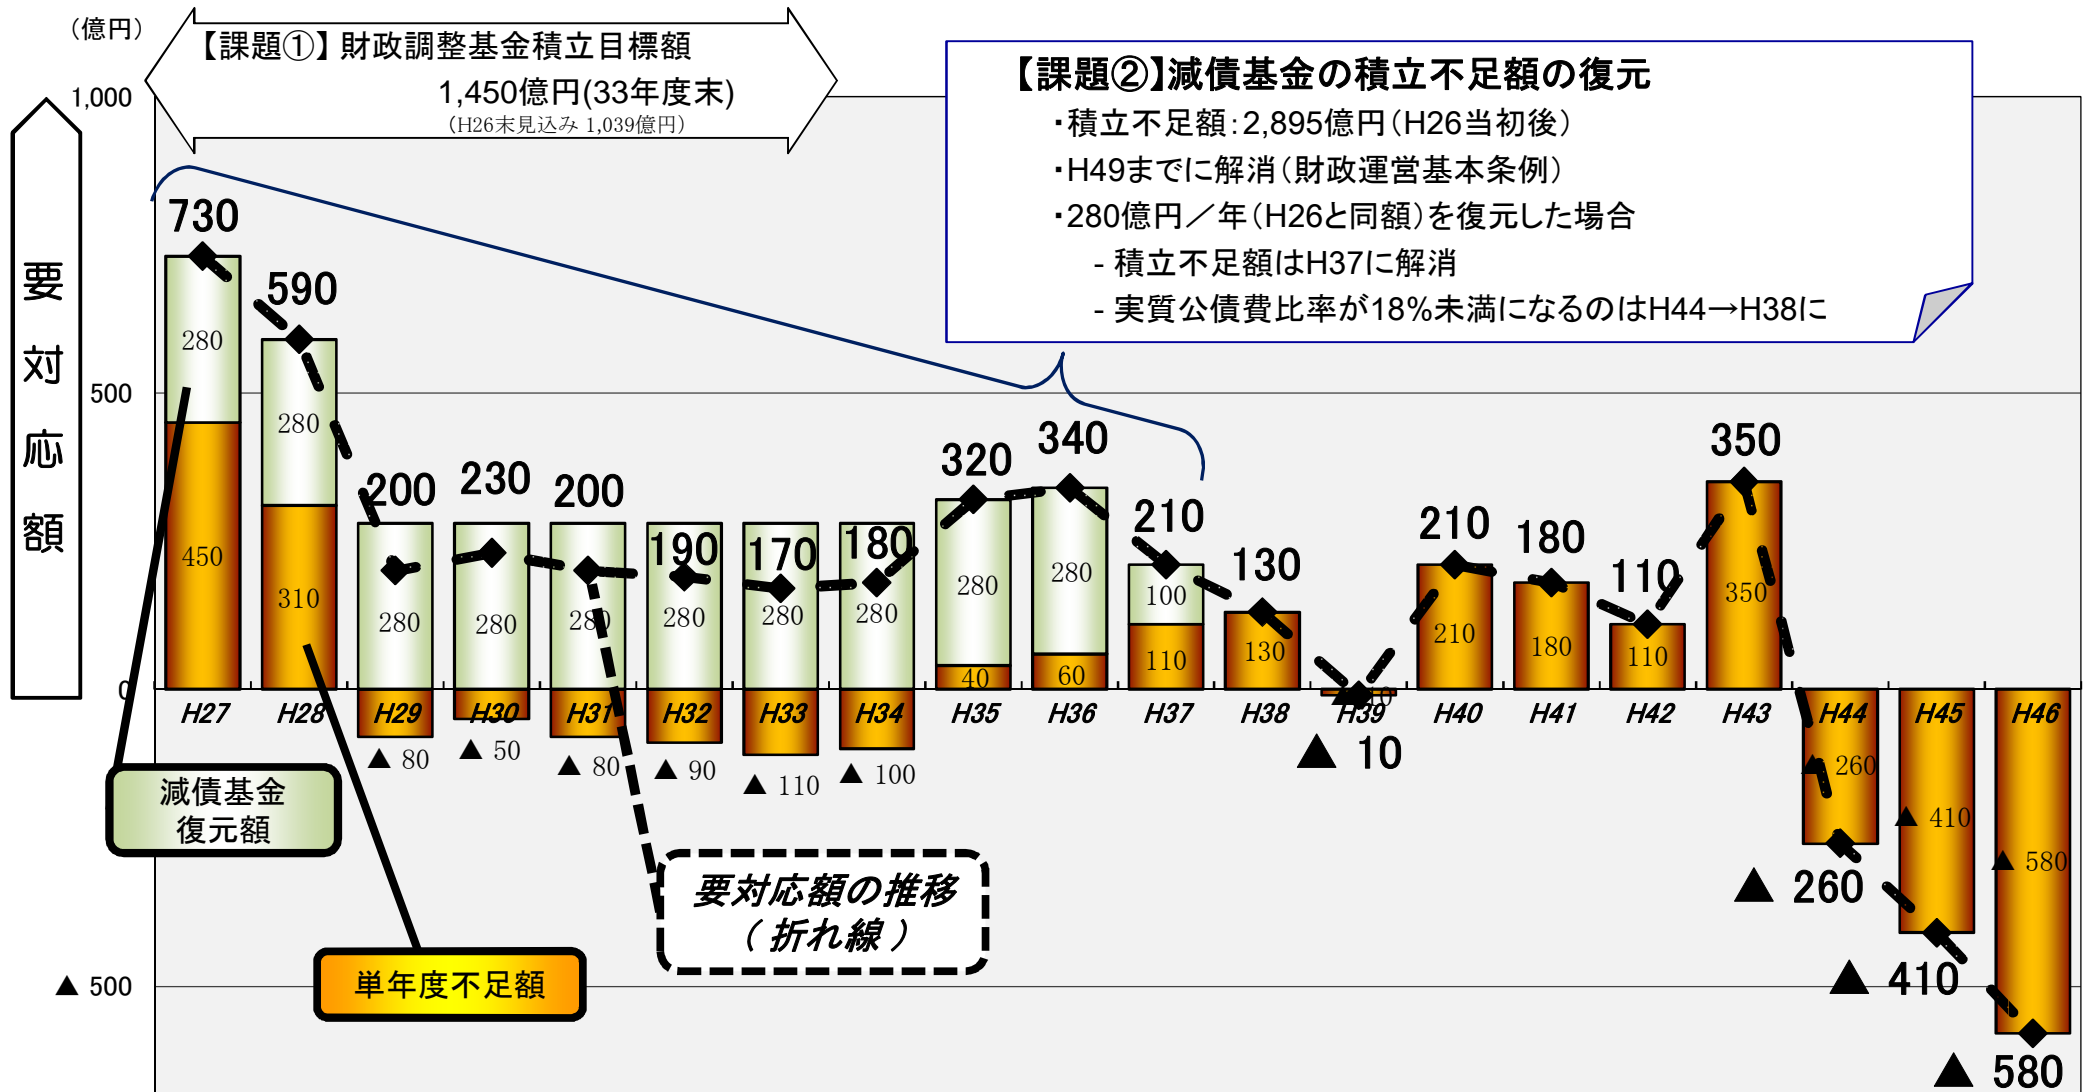 （億円）
【課題①】 財政調整基金積立目標額
1,450億円(33年度末)
（H26末見込み 1,039億円）
【課題②】減債基金の積立不足額の復元
・積立不足額：2,895億円（H26当初後）
・H49までに解消（財政運営基本条例）
・280億円／年（H26と同額）を復元した場合
- 積立不足額はH37に解消
- 実質公債費比率が18%未満になるのはH44→H38に
要対応額
1,000
500
0
▲ 500
730
590
200
230
200
190
170
180
320
340
210
130
▲ 10
210
180
110
350
▲ 260
▲ 410
▲ 580
280
280
280
280
280
280
280
280
280
280
100
450
310
▲ 80
▲ 50
▲ 80
▲ 90
▲ 110
▲ 100
40
60
110
130
▲ 10
210
180
110
350
▲ 260
▲ 410
▲ 580
H27
H28
H29
H30
H31
H32
H33
H34
H35
H36
H37
H38
H39
H40
H41
H42
H43
H44
H45
H46
減債基金
復元額
単年度不足額
要対応額の推移
（ 折れ線 ）